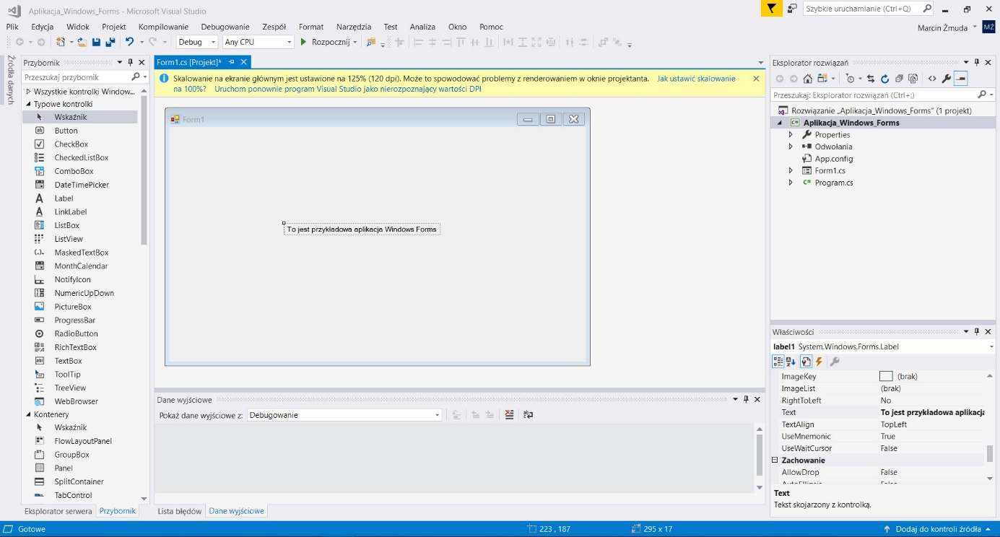 Aplikacja_Windows_Forms - Microsoft Visual Studio
Szybkie uruchamianie (Ctrl+Q)
Plik Edycja Widok Projekt Kompilowanie Debugowanie Zespół Format Narzędzia Test Analiza Okno Pomoc
Marcin Żmuda MŻ
Debug Any CPU Rozpocznij
Źródła danych
Przybornik
Przeszukaj przybornik
Wszystkie kontrolki Window...
Typowe kontrolki
Wskaźnik
Button
CheckBox
CheckedListBox
ComboBox
DateTimePicker
Label
LinkLabel
ListBox
ListView
MaskedTextBox
MonthCalendar
NotifyIcon
NumericUpDown
PictureBox
ProgressBar
RadioButton
RichTextBox
TextBox
ToolTip
TreeView
WebBrowser
Kontenery
Wskaźnik
FlowLayoutPanel
GroupBox
Panel
SplitContainer
TabControl
Eksplorator serwera Przybornik
Form1.cs [Projekt]*
Skalowanie na ekranie głównym jest ustawione na 125% (120 dpi). Może to spowodować problemy z renderowaniem w oknie projektanta. Jak ustawić skalowanie
na 100%? Uruchom ponownie program Visual Studio jako nierozpoznający wartości DPI
Form1
To jest przykładowa aplikacja Windows Forms
Dane wyjściowe
Pokaż dane wyjściowe z: Debugowanie
Lista błędów Dane wyjściowe
Eksplorator rozwiązań
Przeszukaj: Eksplorator rozwiązań (Ctrl+;)
Rozwiązanie „Aplikacja_Windows_Forms” (1 projekt)
Aplikacja_Windows_Forms
Properties
Odwołania
App.config
Form1.cs
Program.cs
Właściwości
label1 System.Windows.Forms.Label
ImageKey (brak)
ImageList (brak)
RightToLeft No
Text To jest przykładowa aplikacja
TextAlign TopLeft
UseMnemonic True
UseWaitCursor False
Zachowanie
AllowDrop False
AutoEllipsis False
Text
Tekst skojarzony z kontrolką.
Gotowe 223 , 187 295 x 17 Dodaj do kontroli źródła